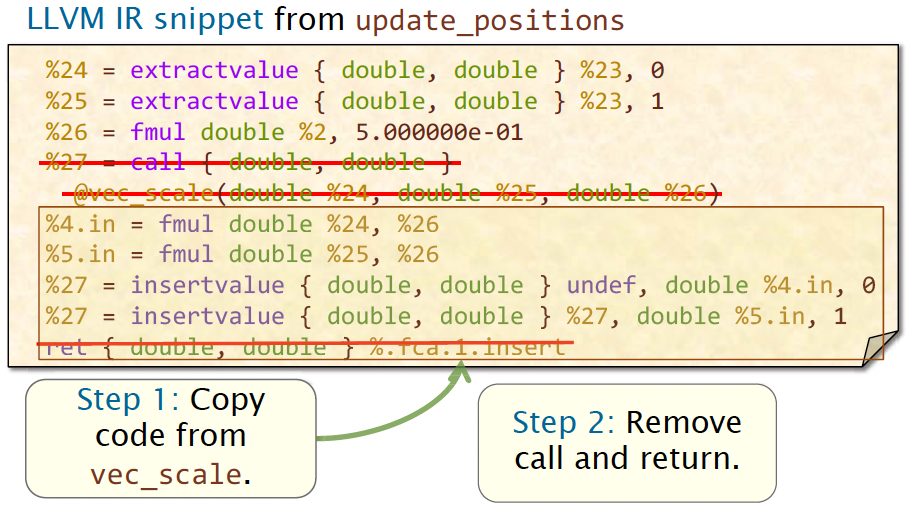 LLVM IR snippet from update_positions
%24 = extractvalue { double, double } %23, 0
%25 = extractvalue { double, double } %23, 1
%26 = fmul double %2, 5.000000e-01
%27 = call { double, double }
@vec_scale(double %24, double %25, double %26)
%4.in = fmul double %24, %26
%5.in = fmul double %25, %26
%27 = insertvalue { double, double } undef, double %4.in, 0
%27 = insertvalue { double, double } %27, double %5.in, 1
ret { double, double } %.fca.1.insert
Step 1: Copy
code from
vec_scale.
Step 2: Remove
call and return.